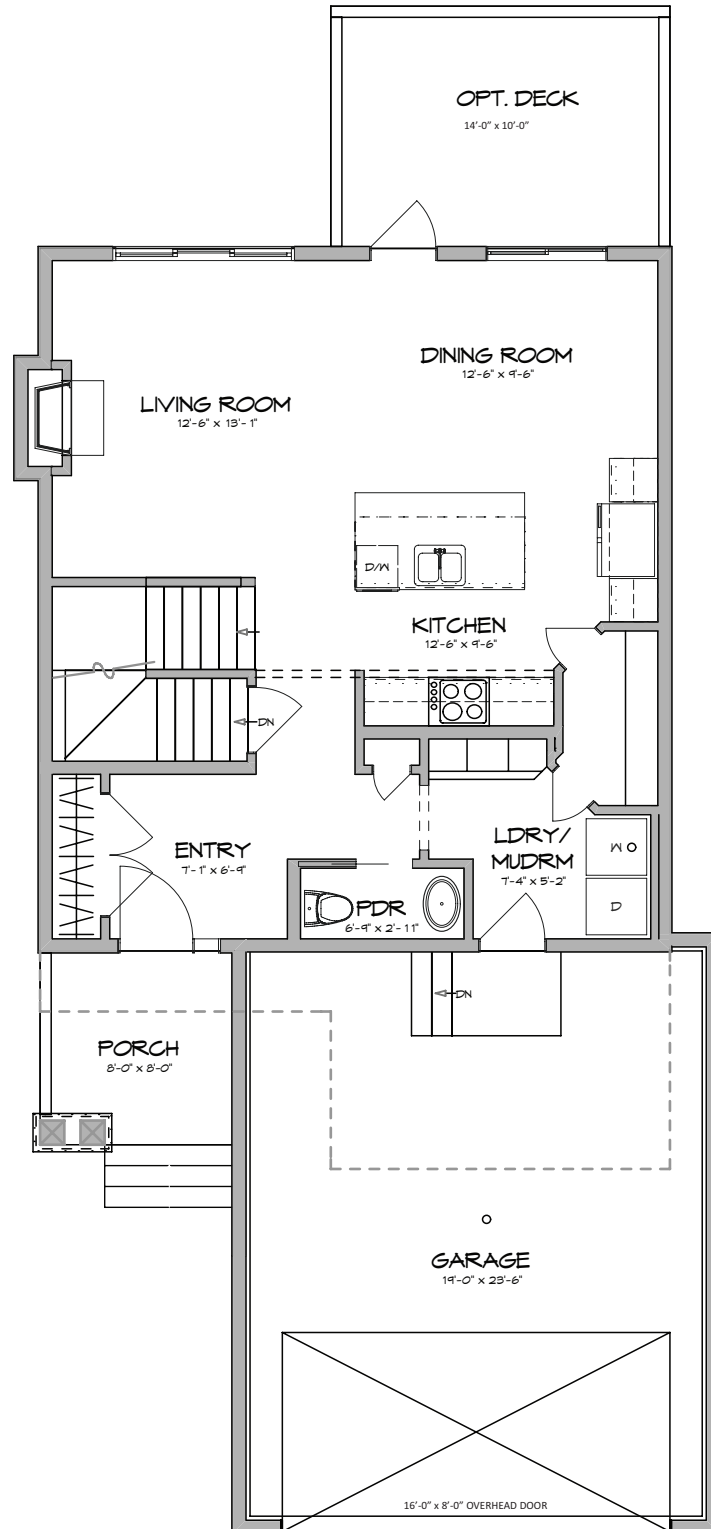 OPT. DECK
14'-0" x 10'-0"
DINING ROOM
12'-6" x 9'-6"
LIVING ROOM
12'-6" x 13'-1"
D/W
KITCHEN
12'-6" x 9'-6"
DN
ENTRY
7'-1" x 6'-9"
LDRY/
MUDRM
7'-4" x 5'-2"
W
D
PDR
6'-9" x 2'-11"
DN
PORCH
8'-0" x 8'-0"
GARAGE
19'-0" x 23'-6"
16'-0" x 8'-0" OVERHEAD DOOR